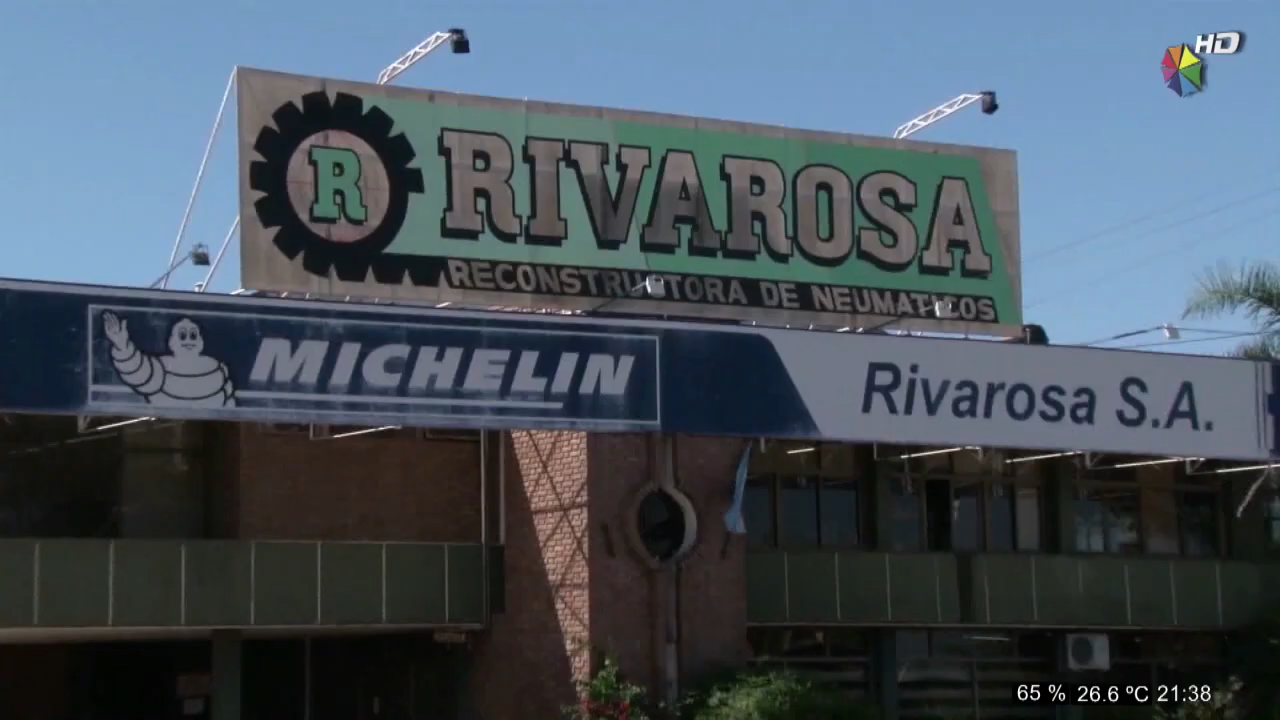 HD
R RIVAROSA
RECONSTRUCTORA DE NEUMATICOS
MICHELIN
Rivarosa S.A.
65 % 26.6 ºC 21:38